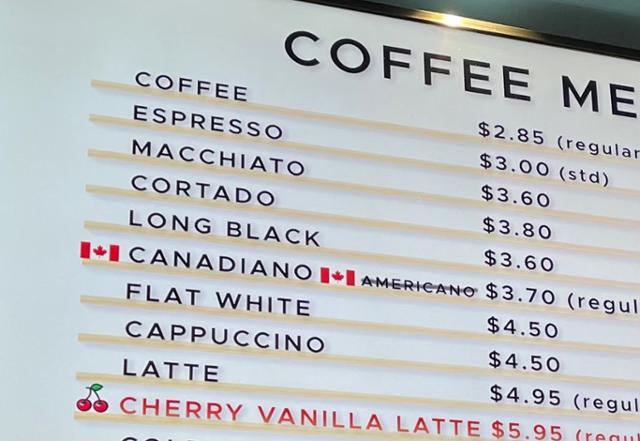 COFFEE ME
COFFEE $2.85 (regular
ESPRESSO $3.00 (std)
MACCHIATO $3.60
CORTADO $3.80
LONG BLACK $3.60
CANADIANO AMERICANO $3.70 (regul
FLAT WHITE $4.50
CAPPUCCINO $4.50
LATTE $4.95 (regul
CHERRY VANILLA LATTE $5.95 (regu